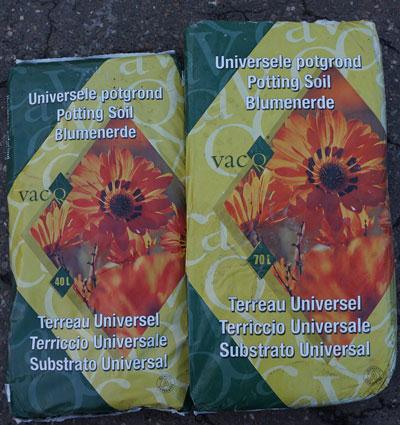 Universele potgrond
Potting Soil
Blumenerde
vacQ
40 L
Terreau Universel
Terriccio Universale
Substrato Universal
Universele potgrond
Potting Soil
Blumenerde
vacQ
70 L
Terreau Universel
Terriccio Universale
Substrato Universal